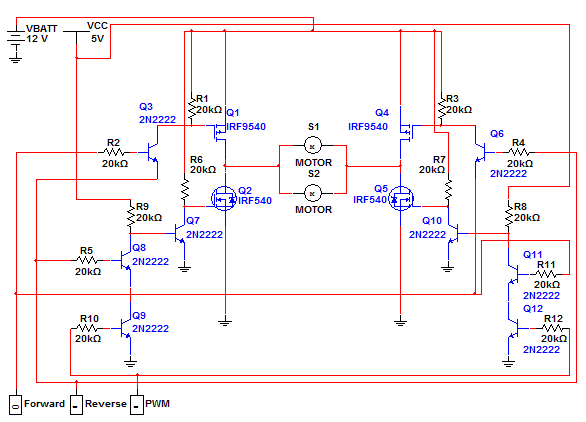 VBATT
12 V
VCC
5V
Q3
2N2222
R1
20kΩ
Q1
IRF9540
S1
MOTOR
Q4
IRF9540
R3
20kΩ
Q6
2N2222
R2
20kΩ
R4
20kΩ
R6
20kΩ
S2
MOTOR
R7
20kΩ
Q2
IRF540
Q5
IRF540
R9
20kΩ
Q7
2N2222
Q10
2N2222
R8
20kΩ
R5
20kΩ
Q8
2N2222
Q11
2N2222
R11
20kΩ
R10
20kΩ
Q9
2N2222
Q12
2N2222
R12
20kΩ
0 Forward
- Reverse
- PWM